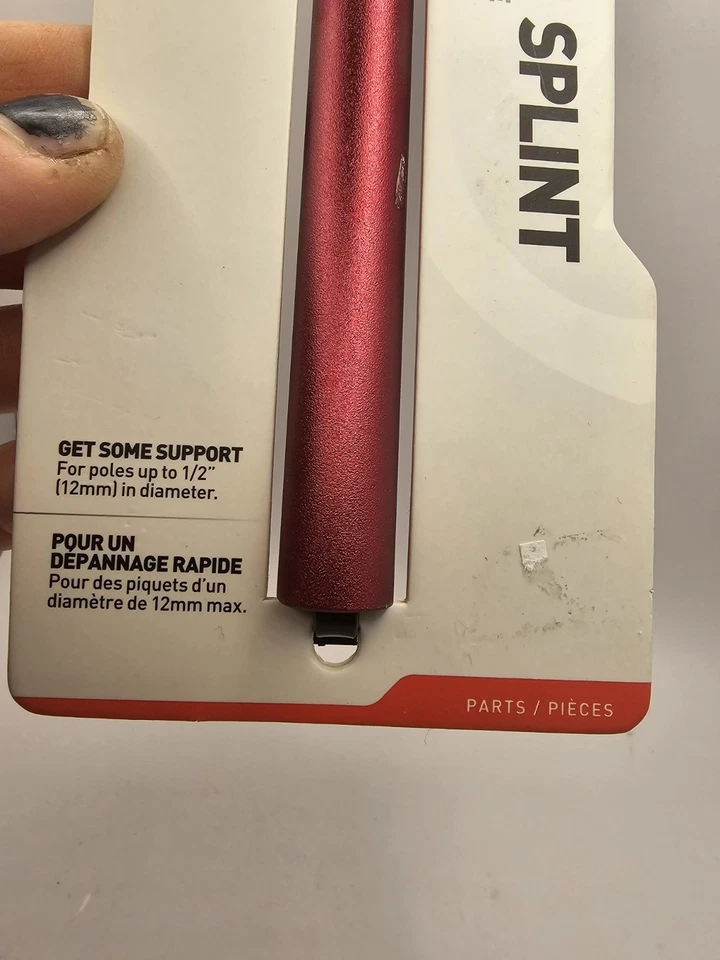 SPLINT
GET SOME SUPPORT
For poles up to 1/2”
(12mm) in diameter.
POUR UN
DÉPANNAGE RAPIDE
Pour des piquets d’un
diamètre de 12mm max.
PARTS / PIÈCES